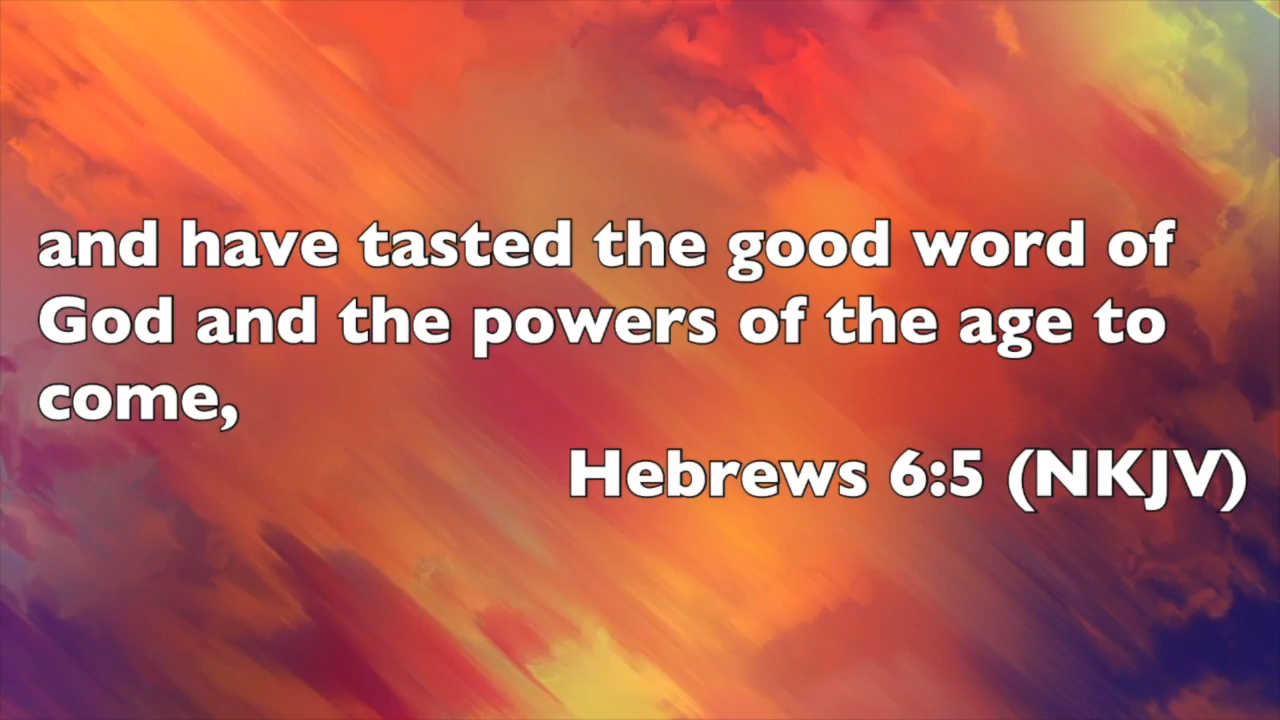 and have tasted the good word of
God and the powers of the age to
come,
Hebrews 6:5 (NKJV)